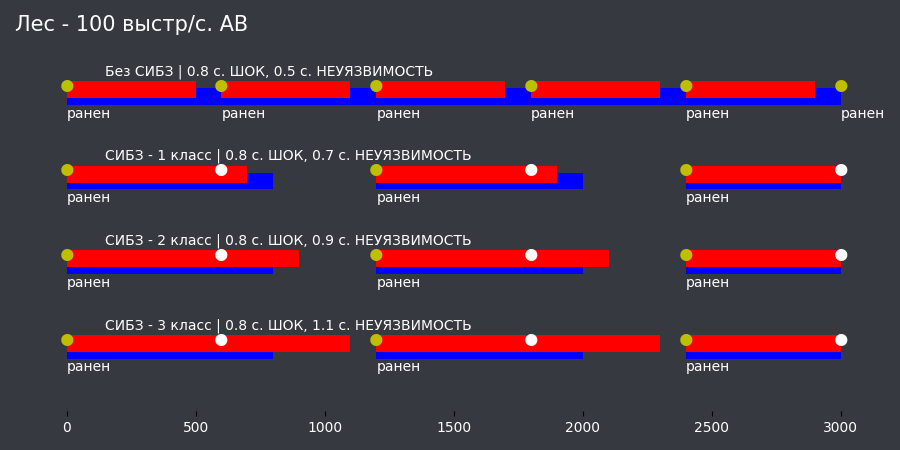 Лес - 100 выстр/с. АВ
Без СИБЗ | 0.8 с. ШОК, 0.5 с. НЕУЯЗВИМОСТЬ
ранен ранен ранен ранен ранен ранен
СИБЗ - 1 класс | 0.8 с. ШОК, 0.7 с. НЕУЯЗВИМОСТЬ
ранен ранен ранен
СИБЗ - 2 класс | 0.8 с. ШОК, 0.9 с. НЕУЯЗВИМОСТЬ
ранен ранен ранен
СИБЗ - 3 класс | 0.8 с. ШОК, 1.1 с. НЕУЯЗВИМОСТЬ
ранен ранен ранен
0 500 1000 1500 2000 2500 3000